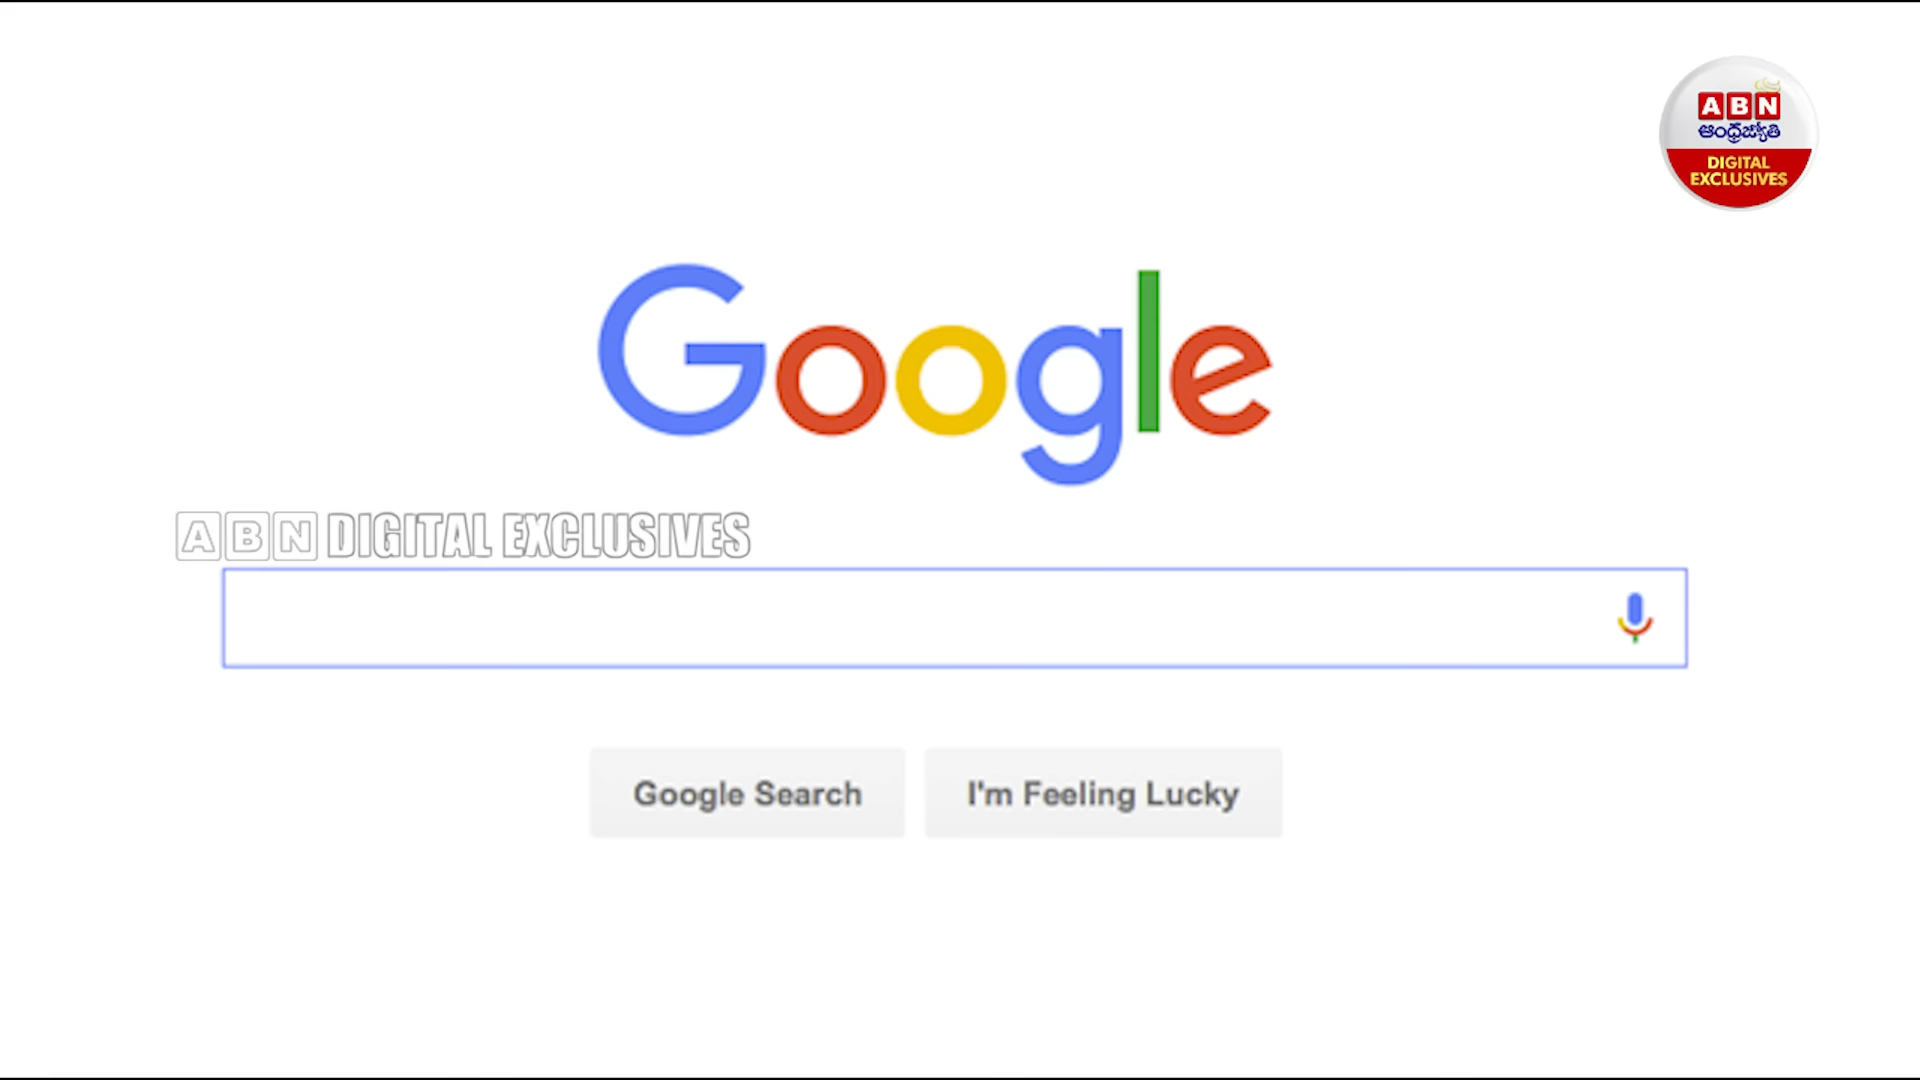 ABN
ఆంధ్రజ్యోతి
DIGITAL
EXCLUSIVES
Google
ABN DIGITAL EXCLUSIVES
Google Search
I'm Feeling Lucky